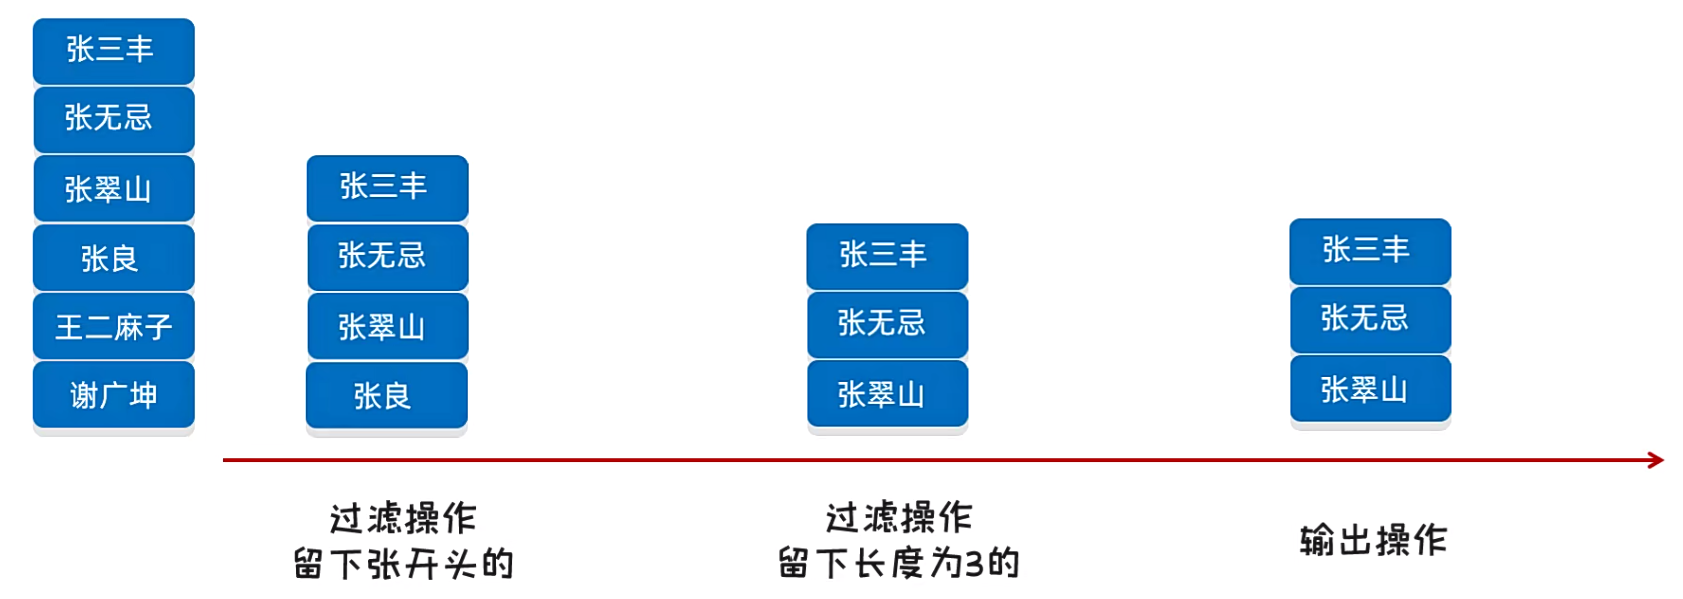 张三丰
张无忌
张翠山
张良
王二麻子
谢广坤
张三丰
张无忌
张翠山
张良
过滤操作
留下张开头的
张三丰
张无忌
张翠山
过滤操作
留下长度为3的
张三丰
张无忌
张翠山
输出操作